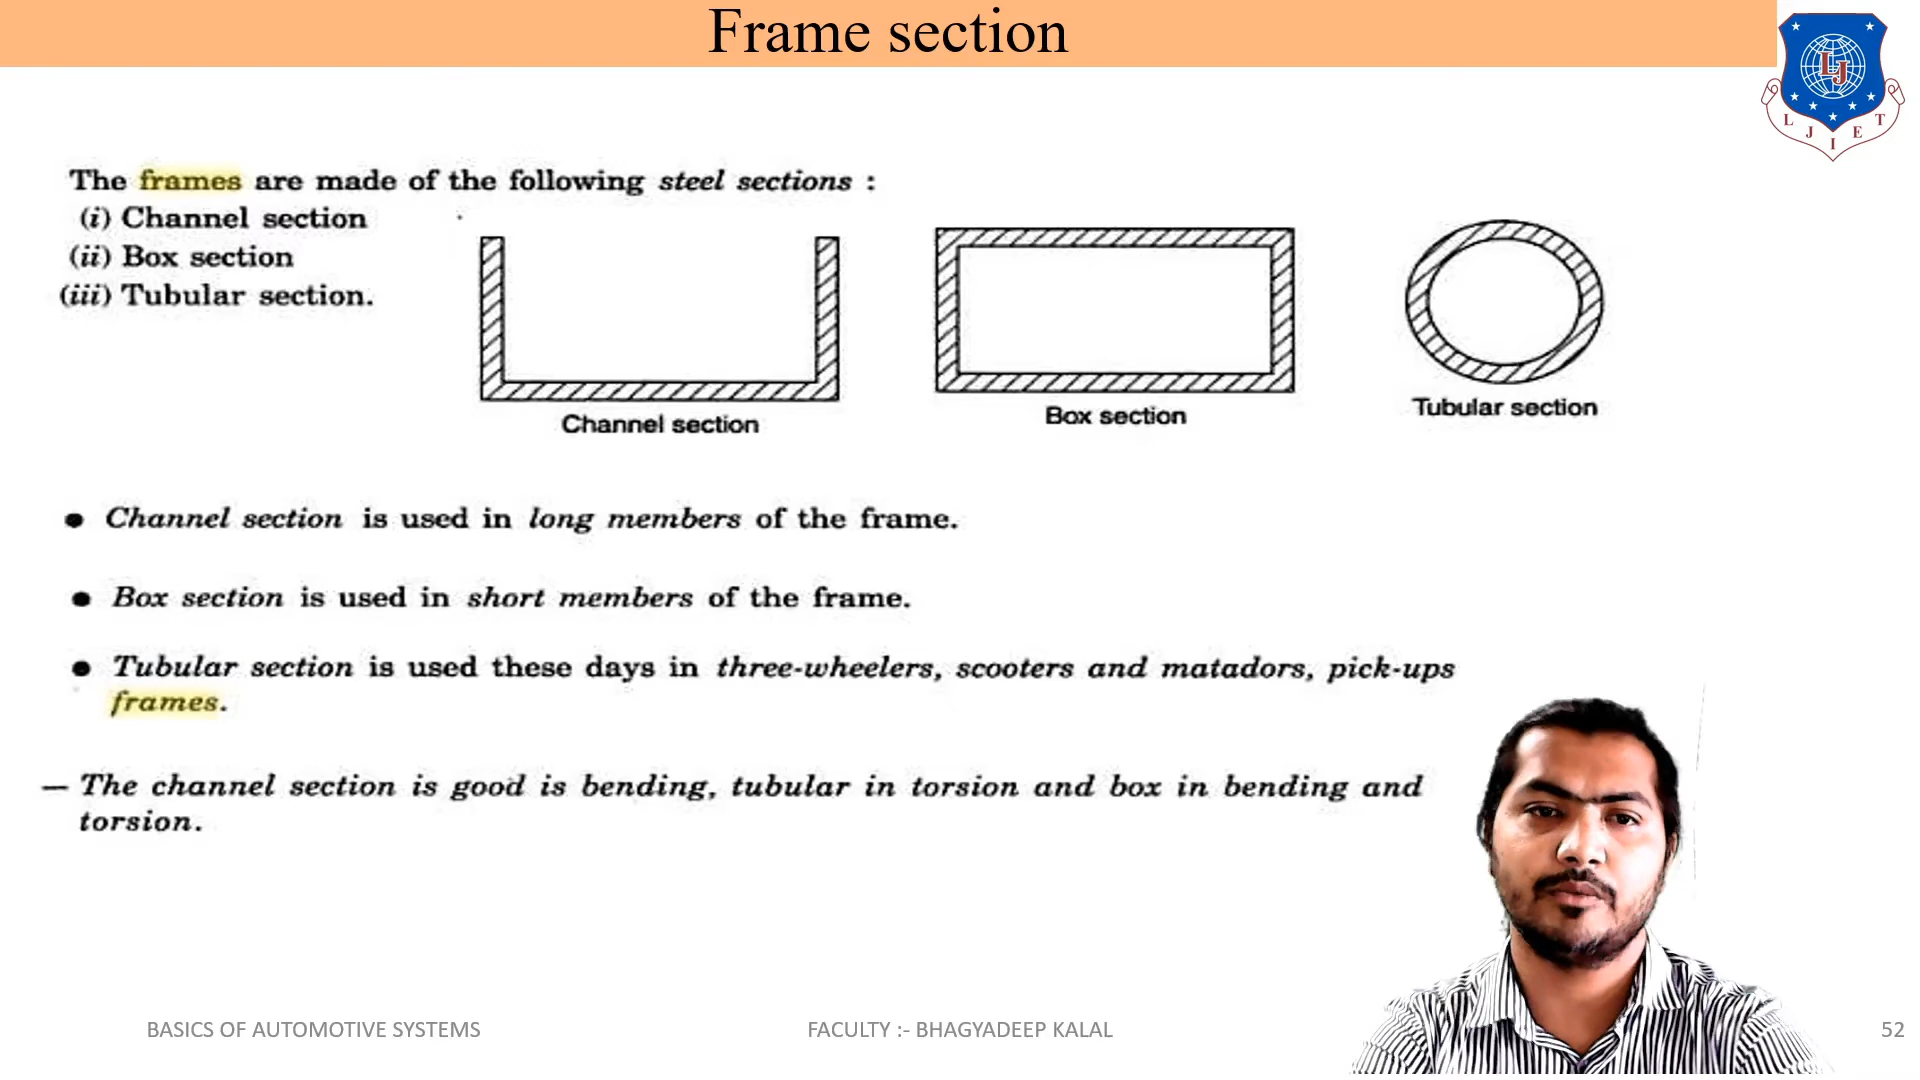 Frame section
LJ
L J I E T
The frames are made of the following steel sections :
(i) Channel section
(ii) Box section
(iii) Tubular section.
Channel section
Box section
Tubular section
● Channel section is used in long members of the frame.
● Box section is used in short members of the frame.
● Tubular section is used these days in three-wheelers, scooters and matadors, pick-ups
frames.
— The channel section is good is bending, tubular in torsion and box in bending and
torsion.
BASICS OF AUTOMOTIVE SYSTEMS
FACULTY :- BHAGYADEEP KALAL
52